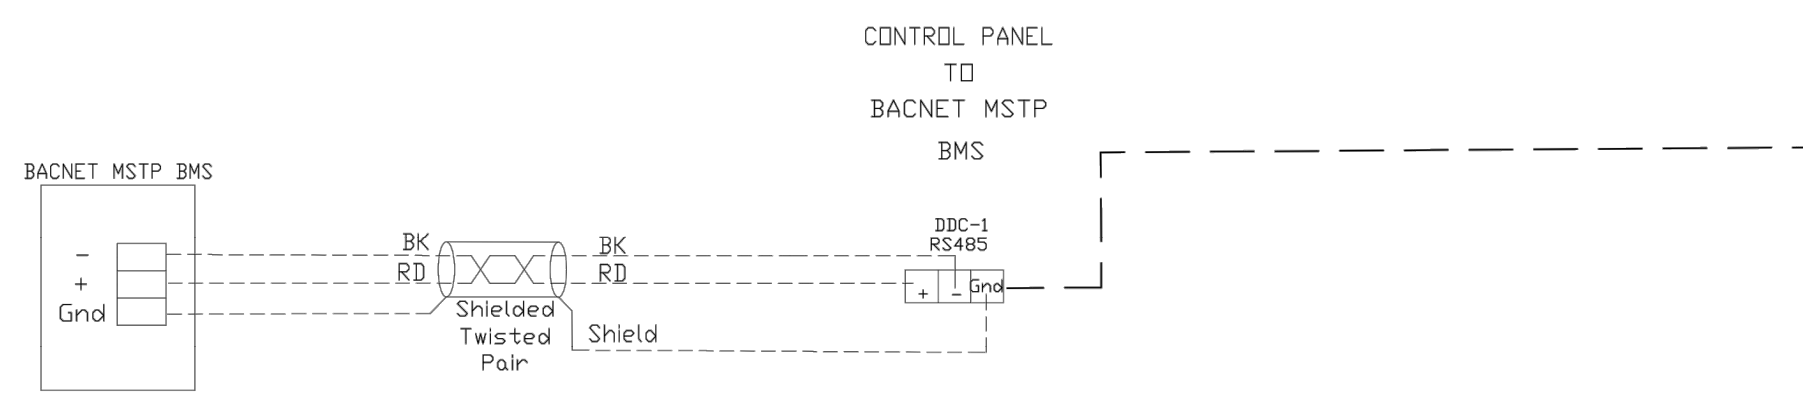 CONTROL PANEL
TO
BACNET MSTP
BMS
BACNET MSTP BMS
DDC-1
RS485
- BK BK
+ RD RD
+ - Gnd
Gnd
Shielded
Twisted
Pair
Shield